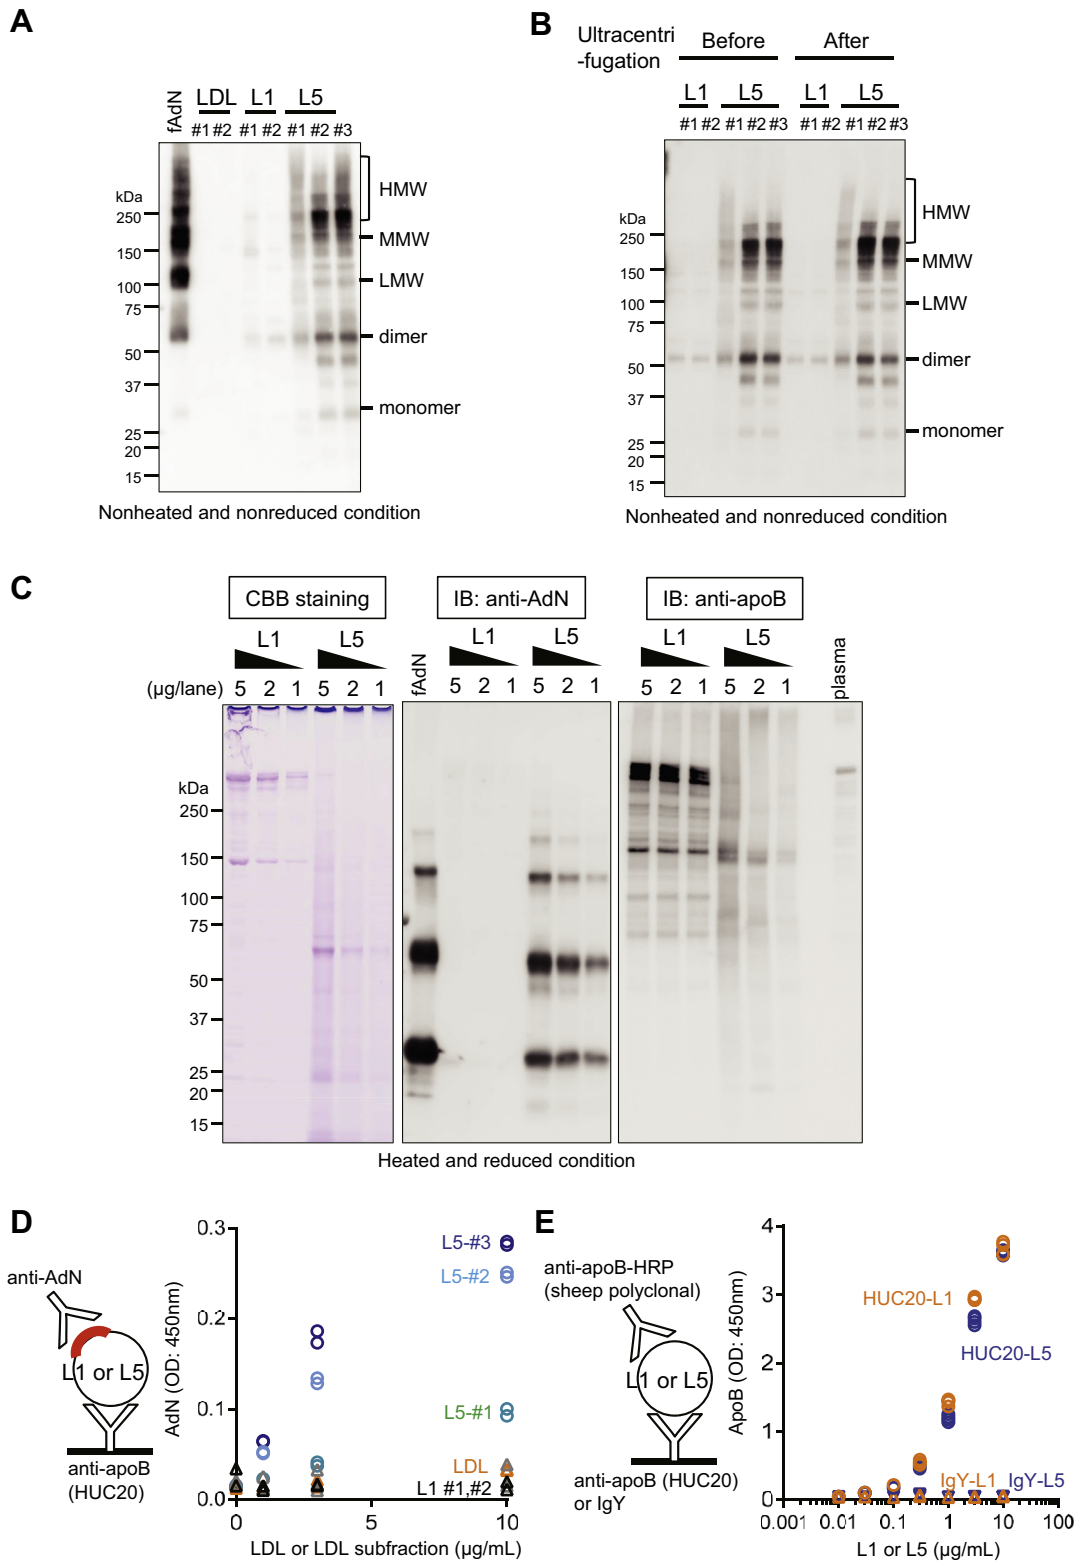 A
fAdN
LDL L1 L5
#1 #2 #1 #2 #1 #2 #3
kDa
250
150
100
75
50
37
25
20
15
HMW
MMW
LMW
dimer
monomer
Nonheated and nonreduced condition
B
Ultracentri
-fugation
Before After
L1 L5 L1 L5
#1 #2 #1 #2 #3 #1 #2 #1 #2 #3
kDa
250
150
100
75
50
37
25
20
15
HMW
MMW
LMW
dimer
monomer
Nonheated and nonreduced condition
C
CBB staining
IB: anti-AdN
IB: anti-apoB
L1 L5
fAdN
L1 L5
L1 L5
plasma
(µg/lane) 5 2 1 5 2 1
5 2 1 5 2 1
5 2 1 5 2 1
kDa
250
150
100
75
50
37
25
20
15
Heated and reduced condition
D
anti-AdN
L1 or L5
anti-apoB
(HUC20)
AdN (OD: 450nm)
0.3
0.2
0.1
0.0
L5-#3
L5-#2
L5-#1
LDL
L1 #1,#2
0 5 10
LDL or LDL subfraction (µg/mL)
E
anti-apoB-HRP
(sheep polyclonal)
L1 or L5
anti-apoB (HUC20)
or IgY
ApoB (OD: 450nm)
4
3
2
1
0
HUC20-L1
HUC20-L5
IgY-L1 IgY-L5
0.001 0.01 0.1 1 10 100
L1 or L5 (µg/mL)